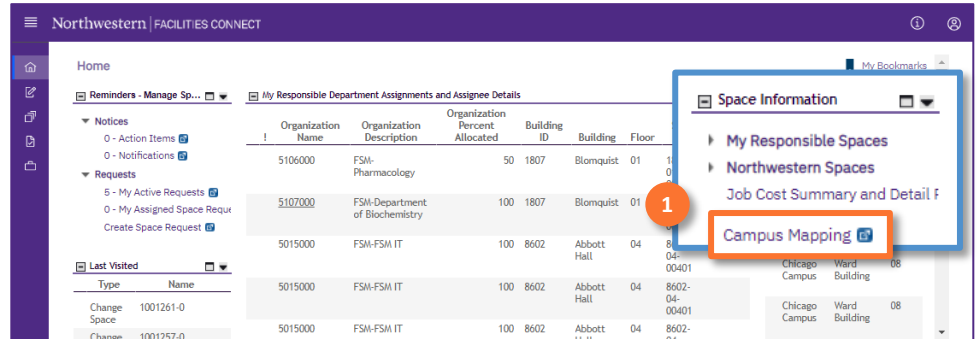 Northwestern | FACILITIES CONNECT
Home
My Bookmarks
Reminders - Manage Sp...
Notices
0 - Action Items
0 - Notifications
Requests
5 - My Active Requests
0 - My Assigned Space Reque
Create Space Request
Last Visited
Type Name
Change Space 1001261-0
Change 1001257-0
My Responsible Department Assignments and Assignee Details
! Organization Name Organization Description Organization Percent Allocated Building ID Building Floor
5106000 FSM-Pharmacology 50 1807 Blomquist 01
5107000 FSM-Department of Biochemistry 100 1807 Blomquist 01
5015000 FSM-FSM IT 100 8602 Abbott Hall 04 04-00401
5015000 FSM-FSM IT 100 8602 Abbott Hall 04 8602-04-00401
5015000 FSM-FSM IT 100 8602 Abbott 04 8602-
Space Information
My Responsible Spaces
Northwestern Spaces
Job Cost Summary and Detail
1
Campus Mapping
Chicago Campus Ward Building 08
Chicago Campus Ward Building 08